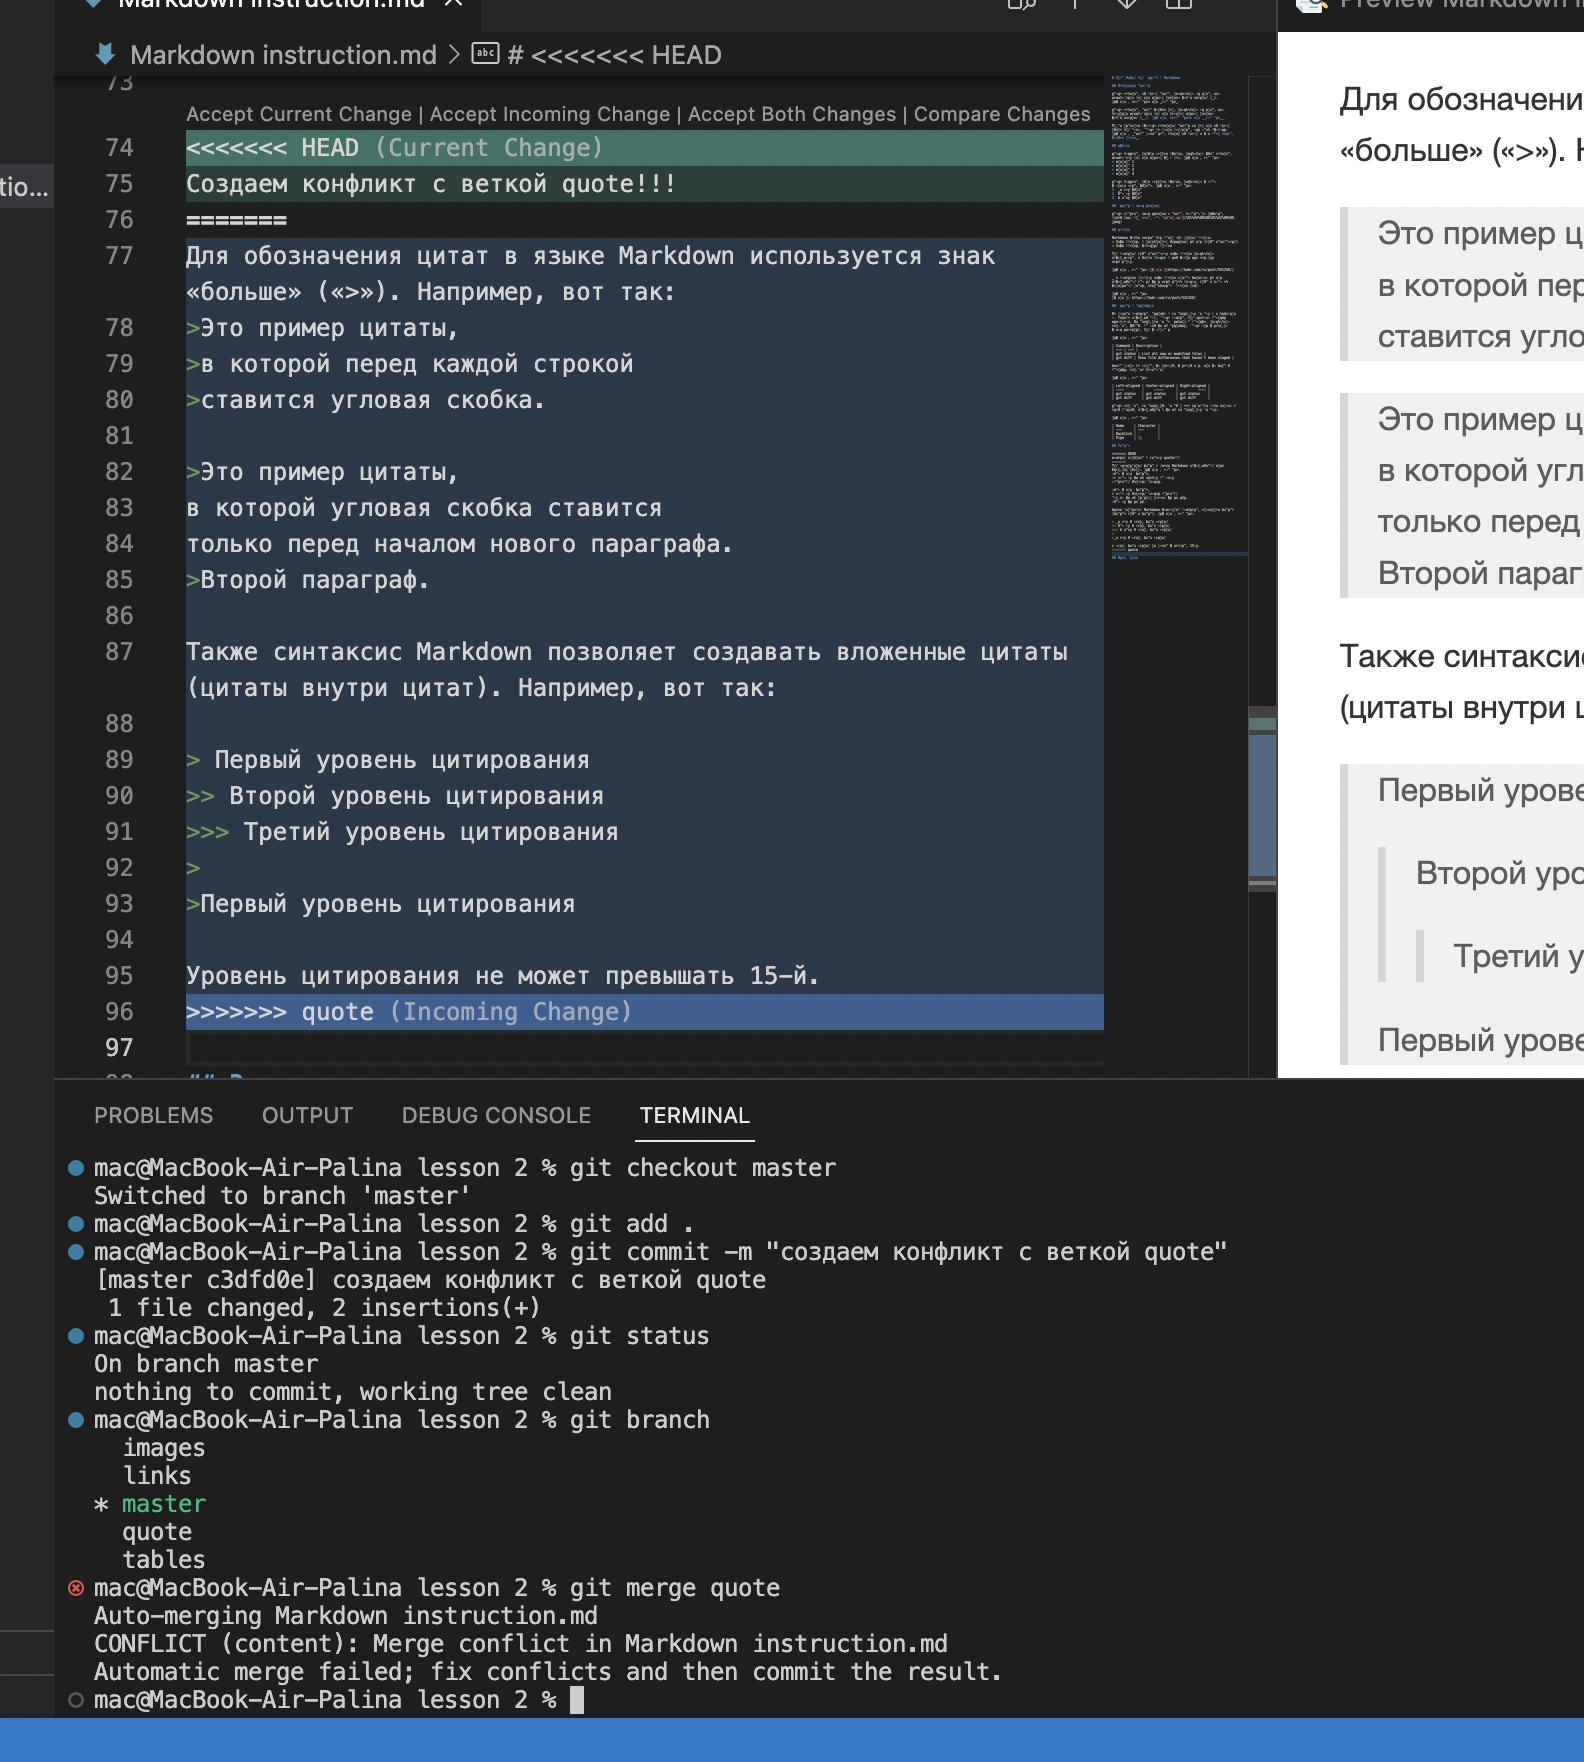 Markdown instruction.md
Preview Markdown
Markdown instruction.md > # <<<<<<< HEAD
tio...
73
Accept Current Change | Accept Incoming Change | Accept Both Changes | Compare Changes
74 <<<<<<< HEAD (Current Change)
75 Создаем конфликт с веткой quote!!!
76 =======
77 Для обозначения цитат в языке Markdown используется знак
«больше» («>»). Например, вот так:
78 >Это пример цитаты,
79 >в которой перед каждой строкой
80 >ставится угловая скобка.
81
82 >Это пример цитаты,
83 в которой угловая скобка ставится
84 только перед началом нового параграфа.
85 >Второй параграф.
86
87 Также синтаксис Markdown позволяет создавать вложенные цитаты
(цитаты внутри цитат). Например, вот так:
88
89 > Первый уровень цитирования
90 >> Второй уровень цитирования
91 >>> Третий уровень цитирования
92 >
93 >Первый уровень цитирования
94
95 Уровень цитирования не может превышать 15-й.
96 >>>>>>> quote (Incoming Change)
97
Для обозначени
«больше» («>»).
Это пример ц
в которой пер
ставится угло
Это пример ц
в которой угл
только перед
Второй параг
Также синтаксис
(цитаты внутри ц
Первый урове
Второй уро
Третий у
Первый урове
PROBLEMS OUTPUT DEBUG CONSOLE TERMINAL
mac@MacBook-Air-Palina lesson 2 % git checkout master
Switched to branch 'master'
mac@MacBook-Air-Palina lesson 2 % git add .
mac@MacBook-Air-Palina lesson 2 % git commit -m "создаем конфликт с веткой quote"
[master c3dfd0e] создаем конфликт с веткой quote
1 file changed, 2 insertions(+)
mac@MacBook-Air-Palina lesson 2 % git status
On branch master
nothing to commit, working tree clean
mac@MacBook-Air-Palina lesson 2 % git branch
images
links
* master
quote
tables
mac@MacBook-Air-Palina lesson 2 % git merge quote
Auto-merging Markdown instruction.md
CONFLICT (content): Merge conflict in Markdown instruction.md
Automatic merge failed; fix conflicts and then commit the result.
mac@MacBook-Air-Palina lesson 2 %